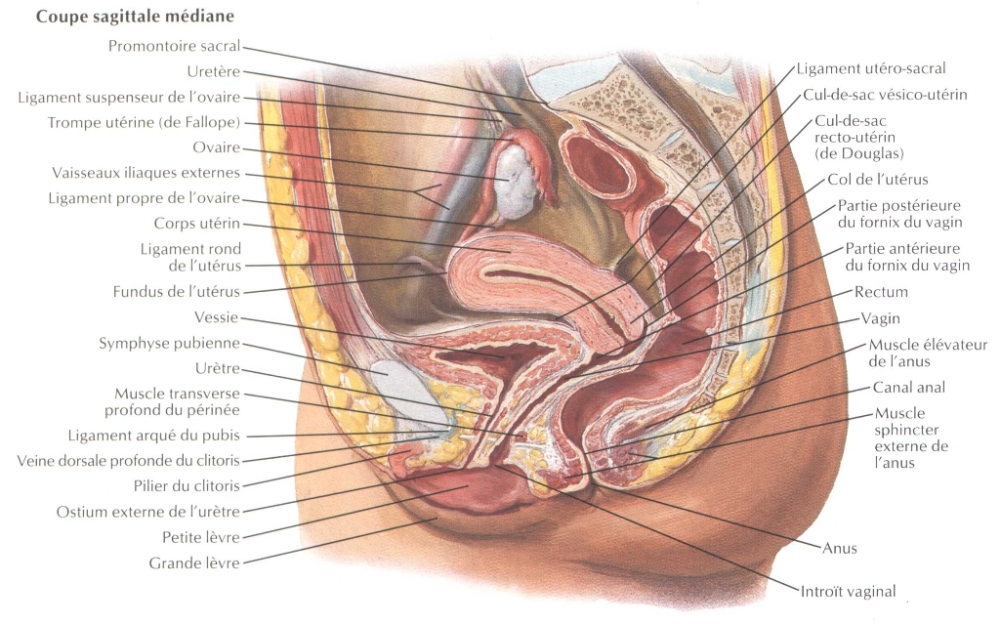 Coupe sagittale médiane
Promontoire sacral
Uretère
Ligament suspenseur de l'ovaire
Trompe utérine (de Fallope)
Ovaire
Vaisseaux iliaques externes
Ligament propre de l'ovaire
Corps utérin
Ligament rond
de l'utérus
Fundus de l'utérus
Vessie
Symphyse pubienne
Urètre
Muscle transverse
profond du périnée
Ligament arqué du pubis
Veine dorsale profonde du clitoris
Pilier du clitoris
Ostium externe de l'urètre
Petite lèvre
Grande lèvre
Ligament utéro-sacral
Cul-de-sac vésico-utérin
Cul-de-sac
recto-utérin
(de Douglas)
Col de l'utérus
Partie postérieure
du fornix du vagin
Partie antérieure
du fornix du vagin
Rectum
Vagin
Muscle élévateur
de l'anus
Canal anal
Muscle
sphincter
externe de
l'anus
Anus
Introït vaginal